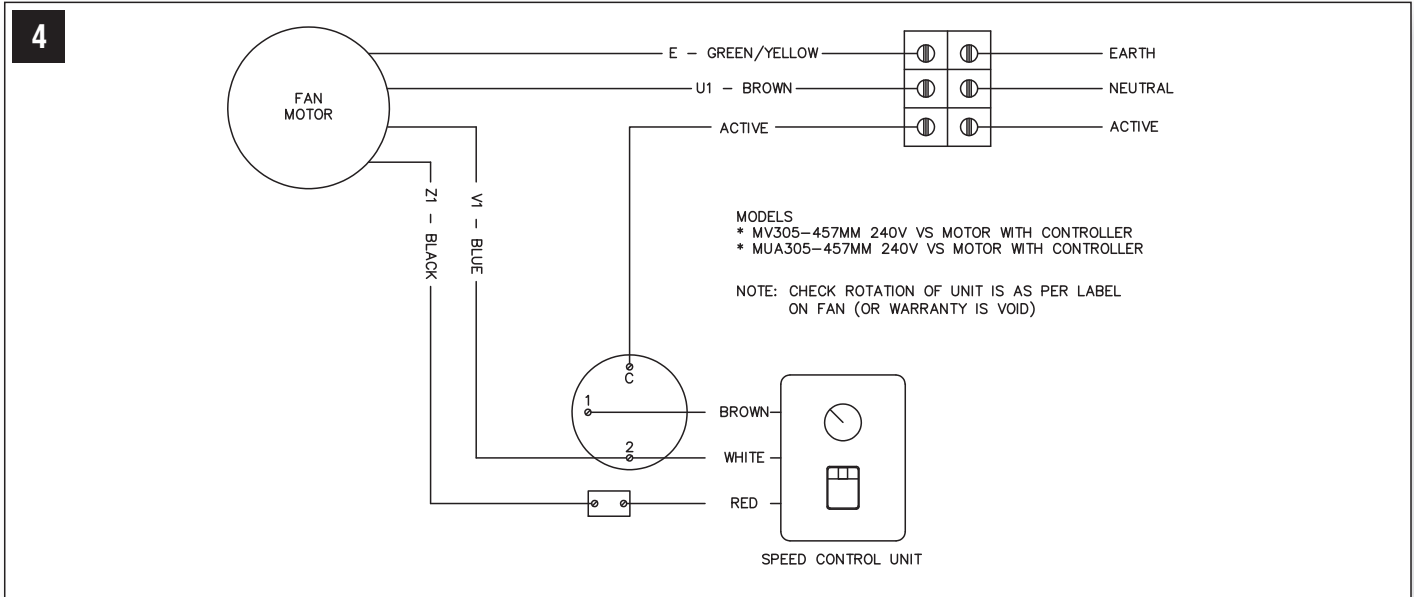 4
FAN
MOTOR
E - GREEN/YELLOW
EARTH
U1 - BROWN
NEUTRAL
ACTIVE
ACTIVE
Z1 - BLACK
V1 - BLUE
MODELS
* MV305-457MM 240V VS MOTOR WITH CONTROLLER
* MUA305-457MM 240V VS MOTOR WITH CONTROLLER
NOTE: CHECK ROTATION OF UNIT IS AS PER LABEL
ON FAN (OR WARRANTY IS VOID)
C
1
BROWN
2
WHITE
RED
SPEED CONTROL UNIT